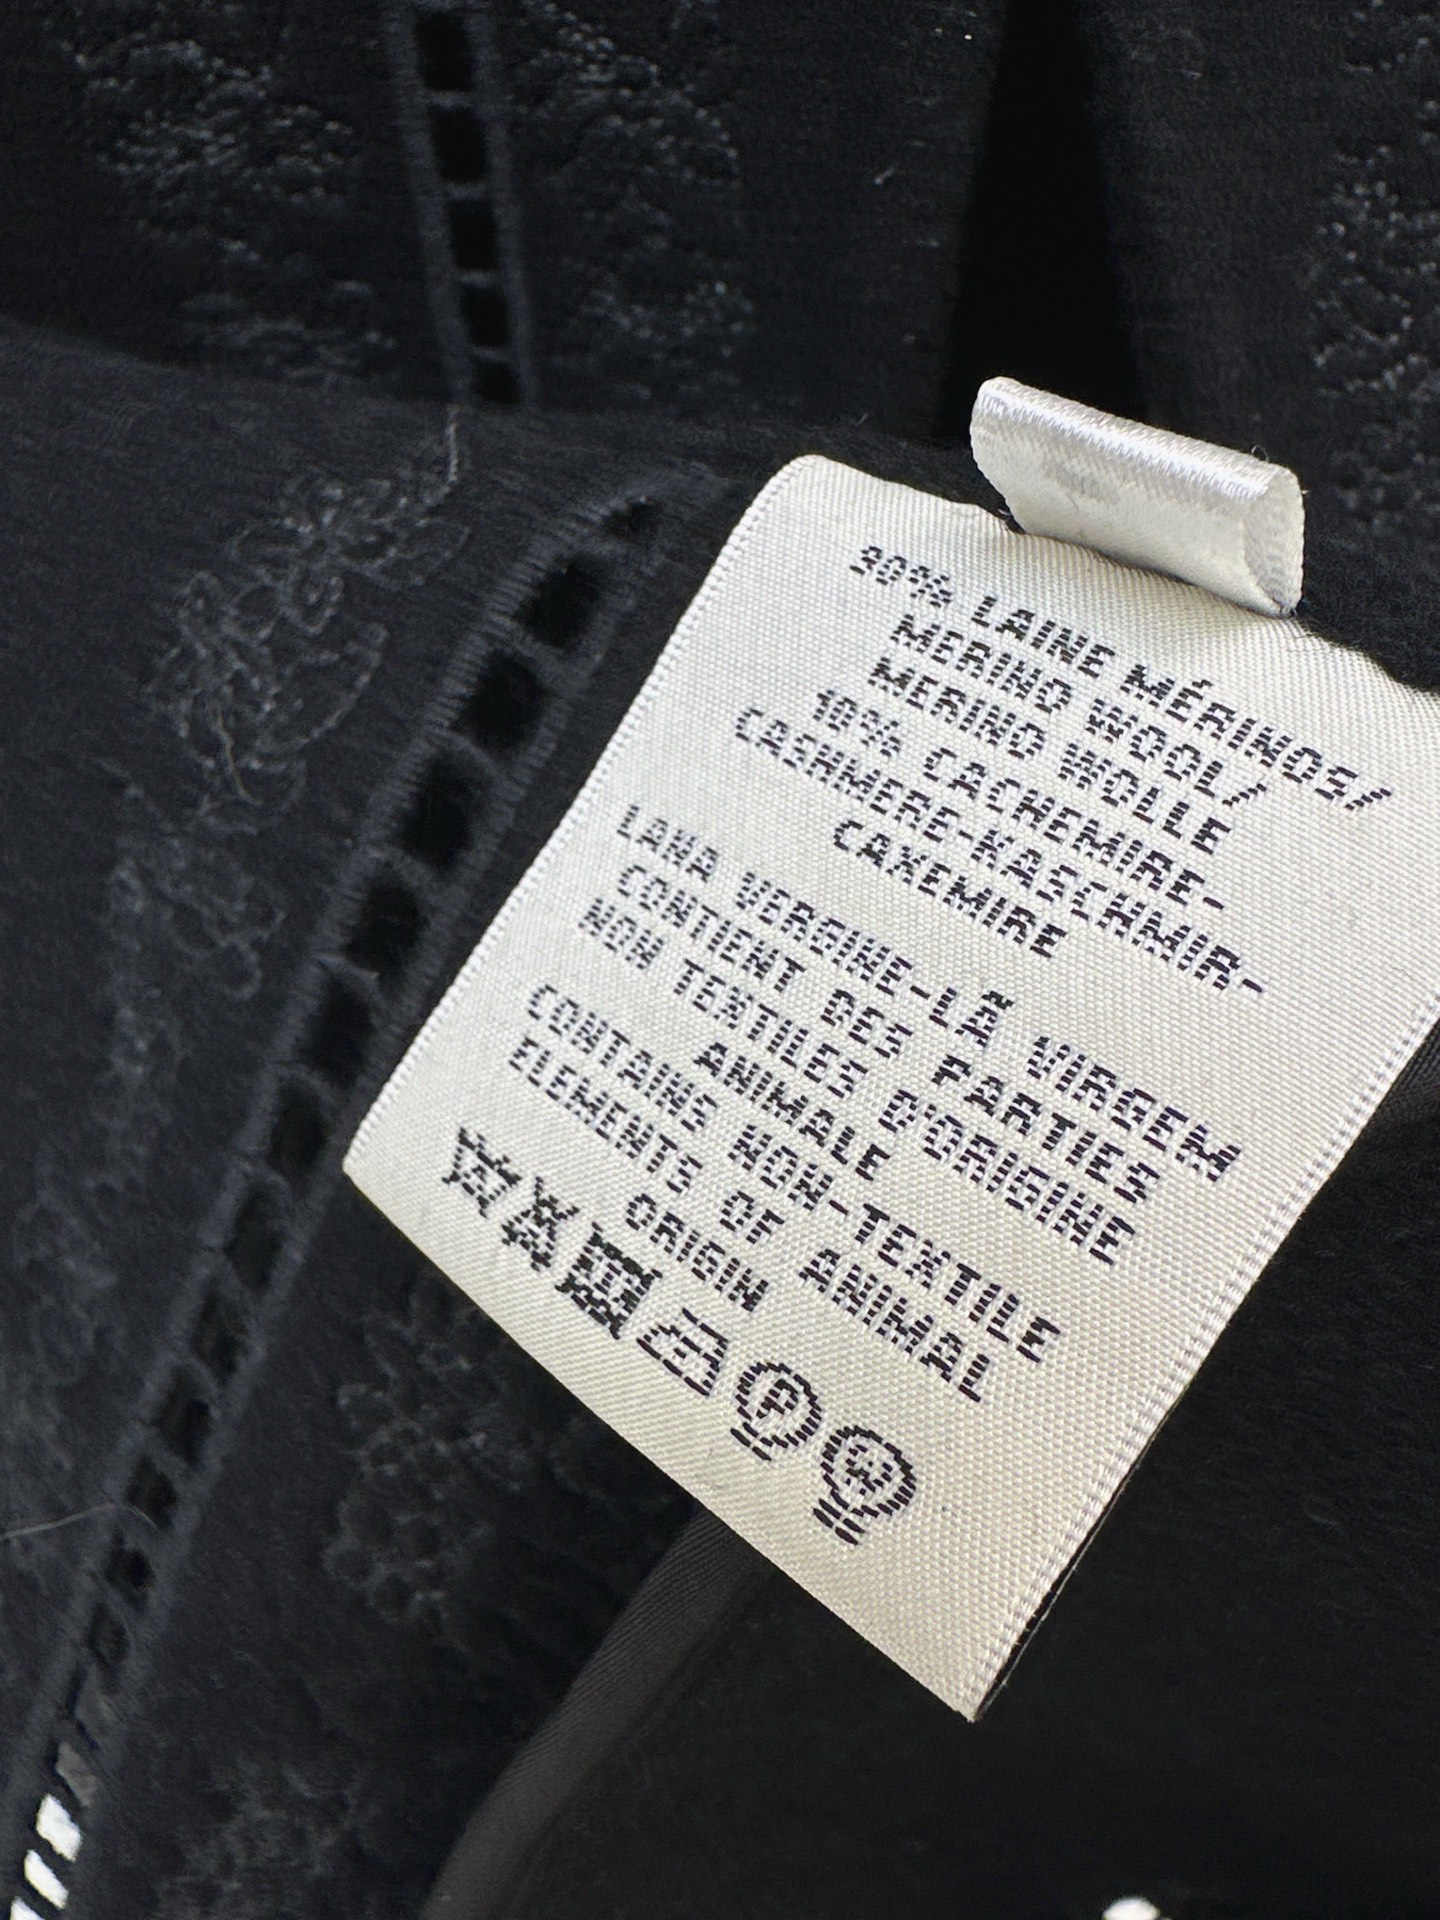 90% LAINE MÉRINOS/
MERINO WOOL/
MERINO WOLLE
10% CACHEMIRE-
CASHMERE-KASCHMIR-
CAXEMIRE
LANA VERGINE-LÃ VIRGEM
CONTIENT DES PARTIES
NON TEXTILES D'ORIGINE
ANIMALE
CONTAINS NON-TEXTILE
ELEMENTS OF ANIMAL
ORIGIN
P W